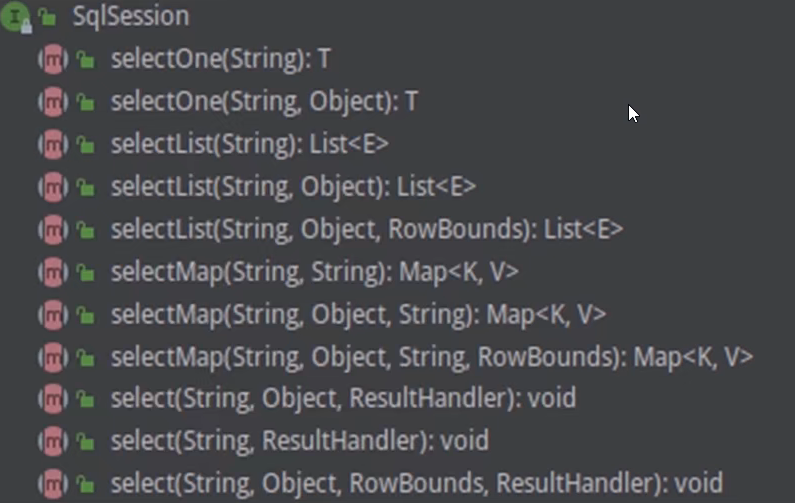 SqlSession
selectOne(String): T
selectOne(String, Object): T
selectList(String): List<E>
selectList(String, Object): List<E>
selectList(String, Object, RowBounds): List<E>
selectMap(String, String): Map<K, V>
selectMap(String, Object, String): Map<K, V>
selectMap(String, Object, String, RowBounds): Map<K, V>
select(String, Object, ResultHandler): void
select(String, ResultHandler): void
select(String, Object, RowBounds, ResultHandler): void